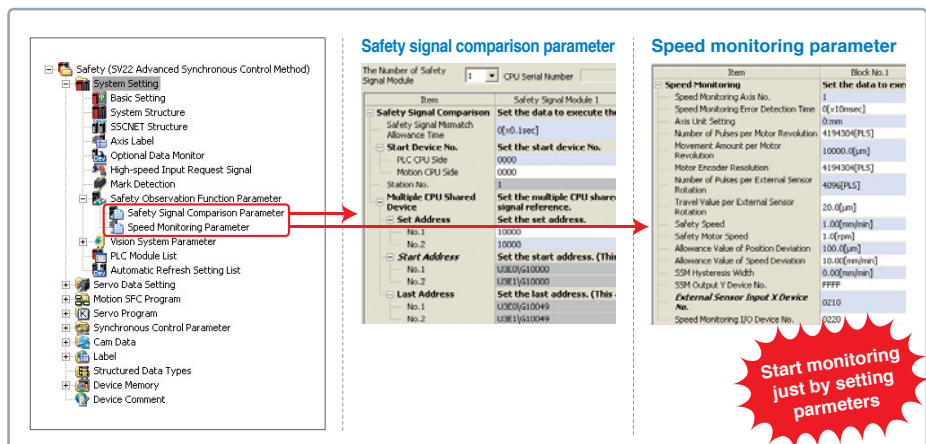 Safety (SV22 Advanced Synchronous Control Method)
System Setting
Basic Setting
System Structure
SSCNET Structure
Axis Label
Optional Data Monitor
High-speed Input Request Signal
Mark Detection
Safety Observation Function Parameter
Safety Signal Comparison Parameter
Speed Monitoring Parameter
Vision System Parameter
PLC Module List
Automatic Refresh Setting List
Servo Data Setting
Motion SFC Program
Servo Program
Synchronous Control Parameter
Cam Data
Label
Structured Data Types
Device Memory
Device Comment
Safety signal comparison parameter
The Number of Safety
Signal Module
1
CPU Serial Number
Item Safety Signal Module 1
Safety Signal Comparison Set the data to execute the
Safety Signal Mismatch
Allowance Time 0[x0.1sec]
Start Device No. Set the start device No.
PLC CPU Side 0000
Motion CPU Side 0000
Station No. 1
Multiple CPU Shared Set the multiple CPU share
Device signal reference.
Set Address Set the set address.
No.1 10000
No.2 10000
Start Address Set the start address. (Thi
No.1 U3E0\G10000
No.2 U3E1\G10000
Last Address Set the last address. (This
No.1 U3E0\G10049
No.2 U3E1\G10049
Speed monitoring parameter
Item Block No.1
Speed Monitoring Set the data to exe
Speed Monitoring Axis No. 1
Speed Monitoring Error Detection Time 0[x10msec]
Axis Unit Setting 0:mm
Number of Pulses per Motor Revolution 4194304[PLS]
Movement Amount per Motor
Revolution 10000.0[µm]
Motor Encoder Resolution 4194304[PLS]
Number of Pulses per External Sensor
Rotation 4096[PLS]
Travel Value per External Sensor
Rotation 20.0[µm]
Safety Speed 1.00[mm/min]
Safety Motor Speed 1.0[rpm]
Allowance Value of Position Deviation 100.0[µm]
Allowance Value of Speed Deviation 10.00[mm/min]
SSM Hysteresis Width 0.00[mm/min]
SSM Output Y Device No. FFFF
External Sensor Input X Device
No. 0210
Speed Monitoring I/O Device No. 0220
Start monitoring
just by setting
parmeters